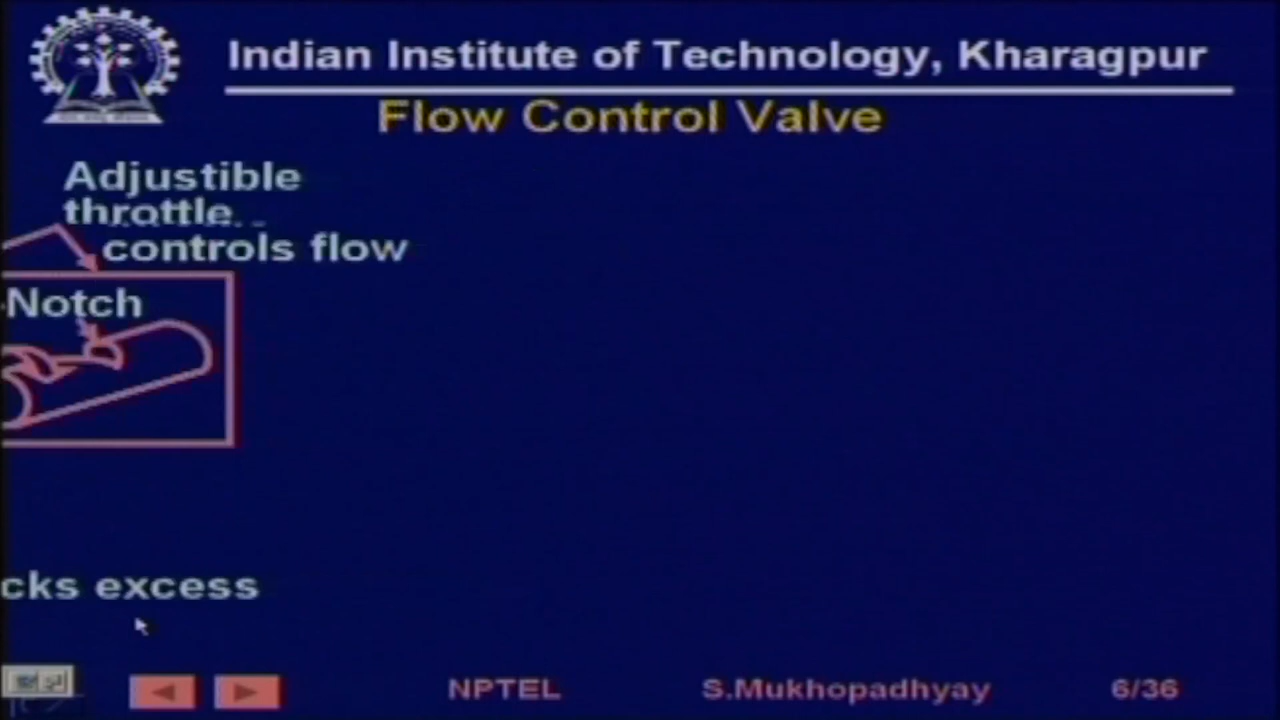 Indian Institute of Technology, Kharagpur
Flow Control Valve
Adjustible
throttle
controls flow
-Notch
cks excess
NPTEL
S.Mukhopadhyay
6/36